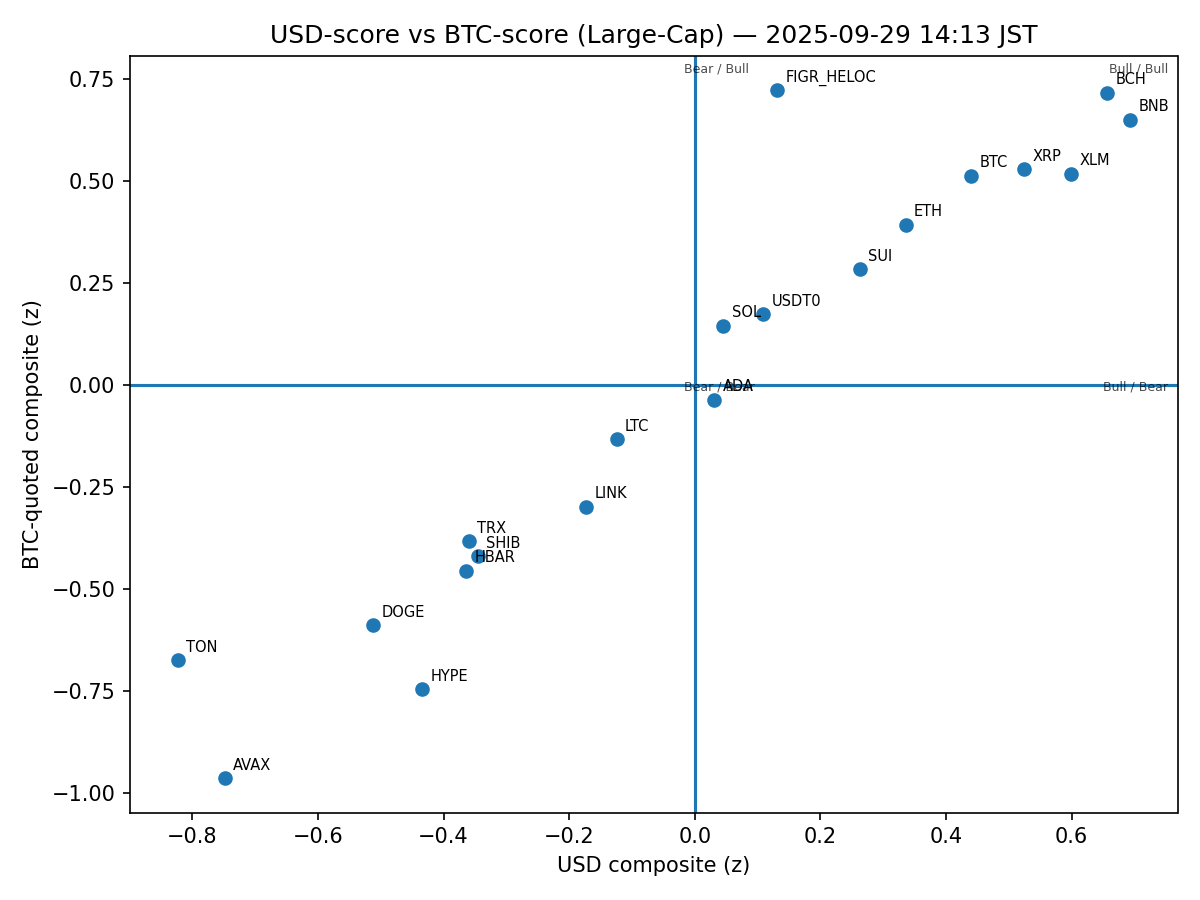 USD-score vs BTC-score (Large-Cap) — 2025-09-29 14:13 JST
Bear / Bull
Bull / Bull
FIGR_HELOC
BCH
BNB
BTC
XRP
XLM
ETH
SUI
SOL
USDT0
Bear / Bear
ADA
Bull / Bear
LTC
LINK
TRX
SHIB
HBAR
DOGE
TON
HYPE
AVAX
0.75
0.50
0.25
0.00
−0.25
−0.50
−0.75
−1.00
BTC-quoted composite (z)
−0.8
−0.6
−0.4
−0.2
0.0
0.2
0.4
0.6
USD composite (z)